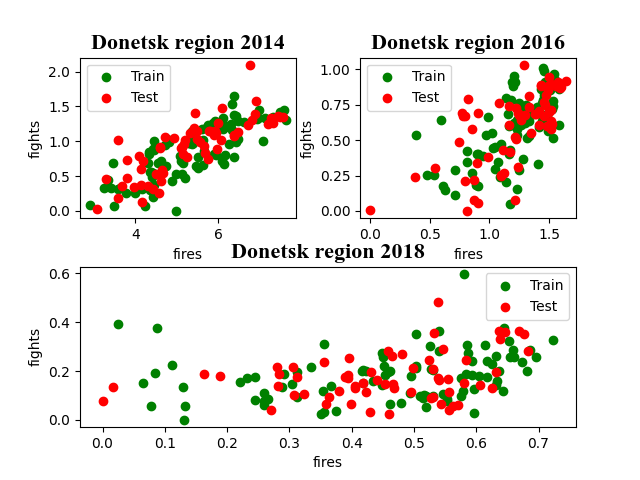 Donetsk region 2014
Train
Test
fights
2.0
1.5
1.0
0.5
0.0
4
6
fires
Donetsk region 2016
Train
Test
fights
1.00
0.75
0.50
0.25
0.00
0.0
0.5
1.0
1.5
fires
Donetsk region 2018
Train
Test
fights
0.6
0.4
0.2
0.0
0.0
0.1
0.2
0.3
0.4
0.5
0.6
0.7
fires